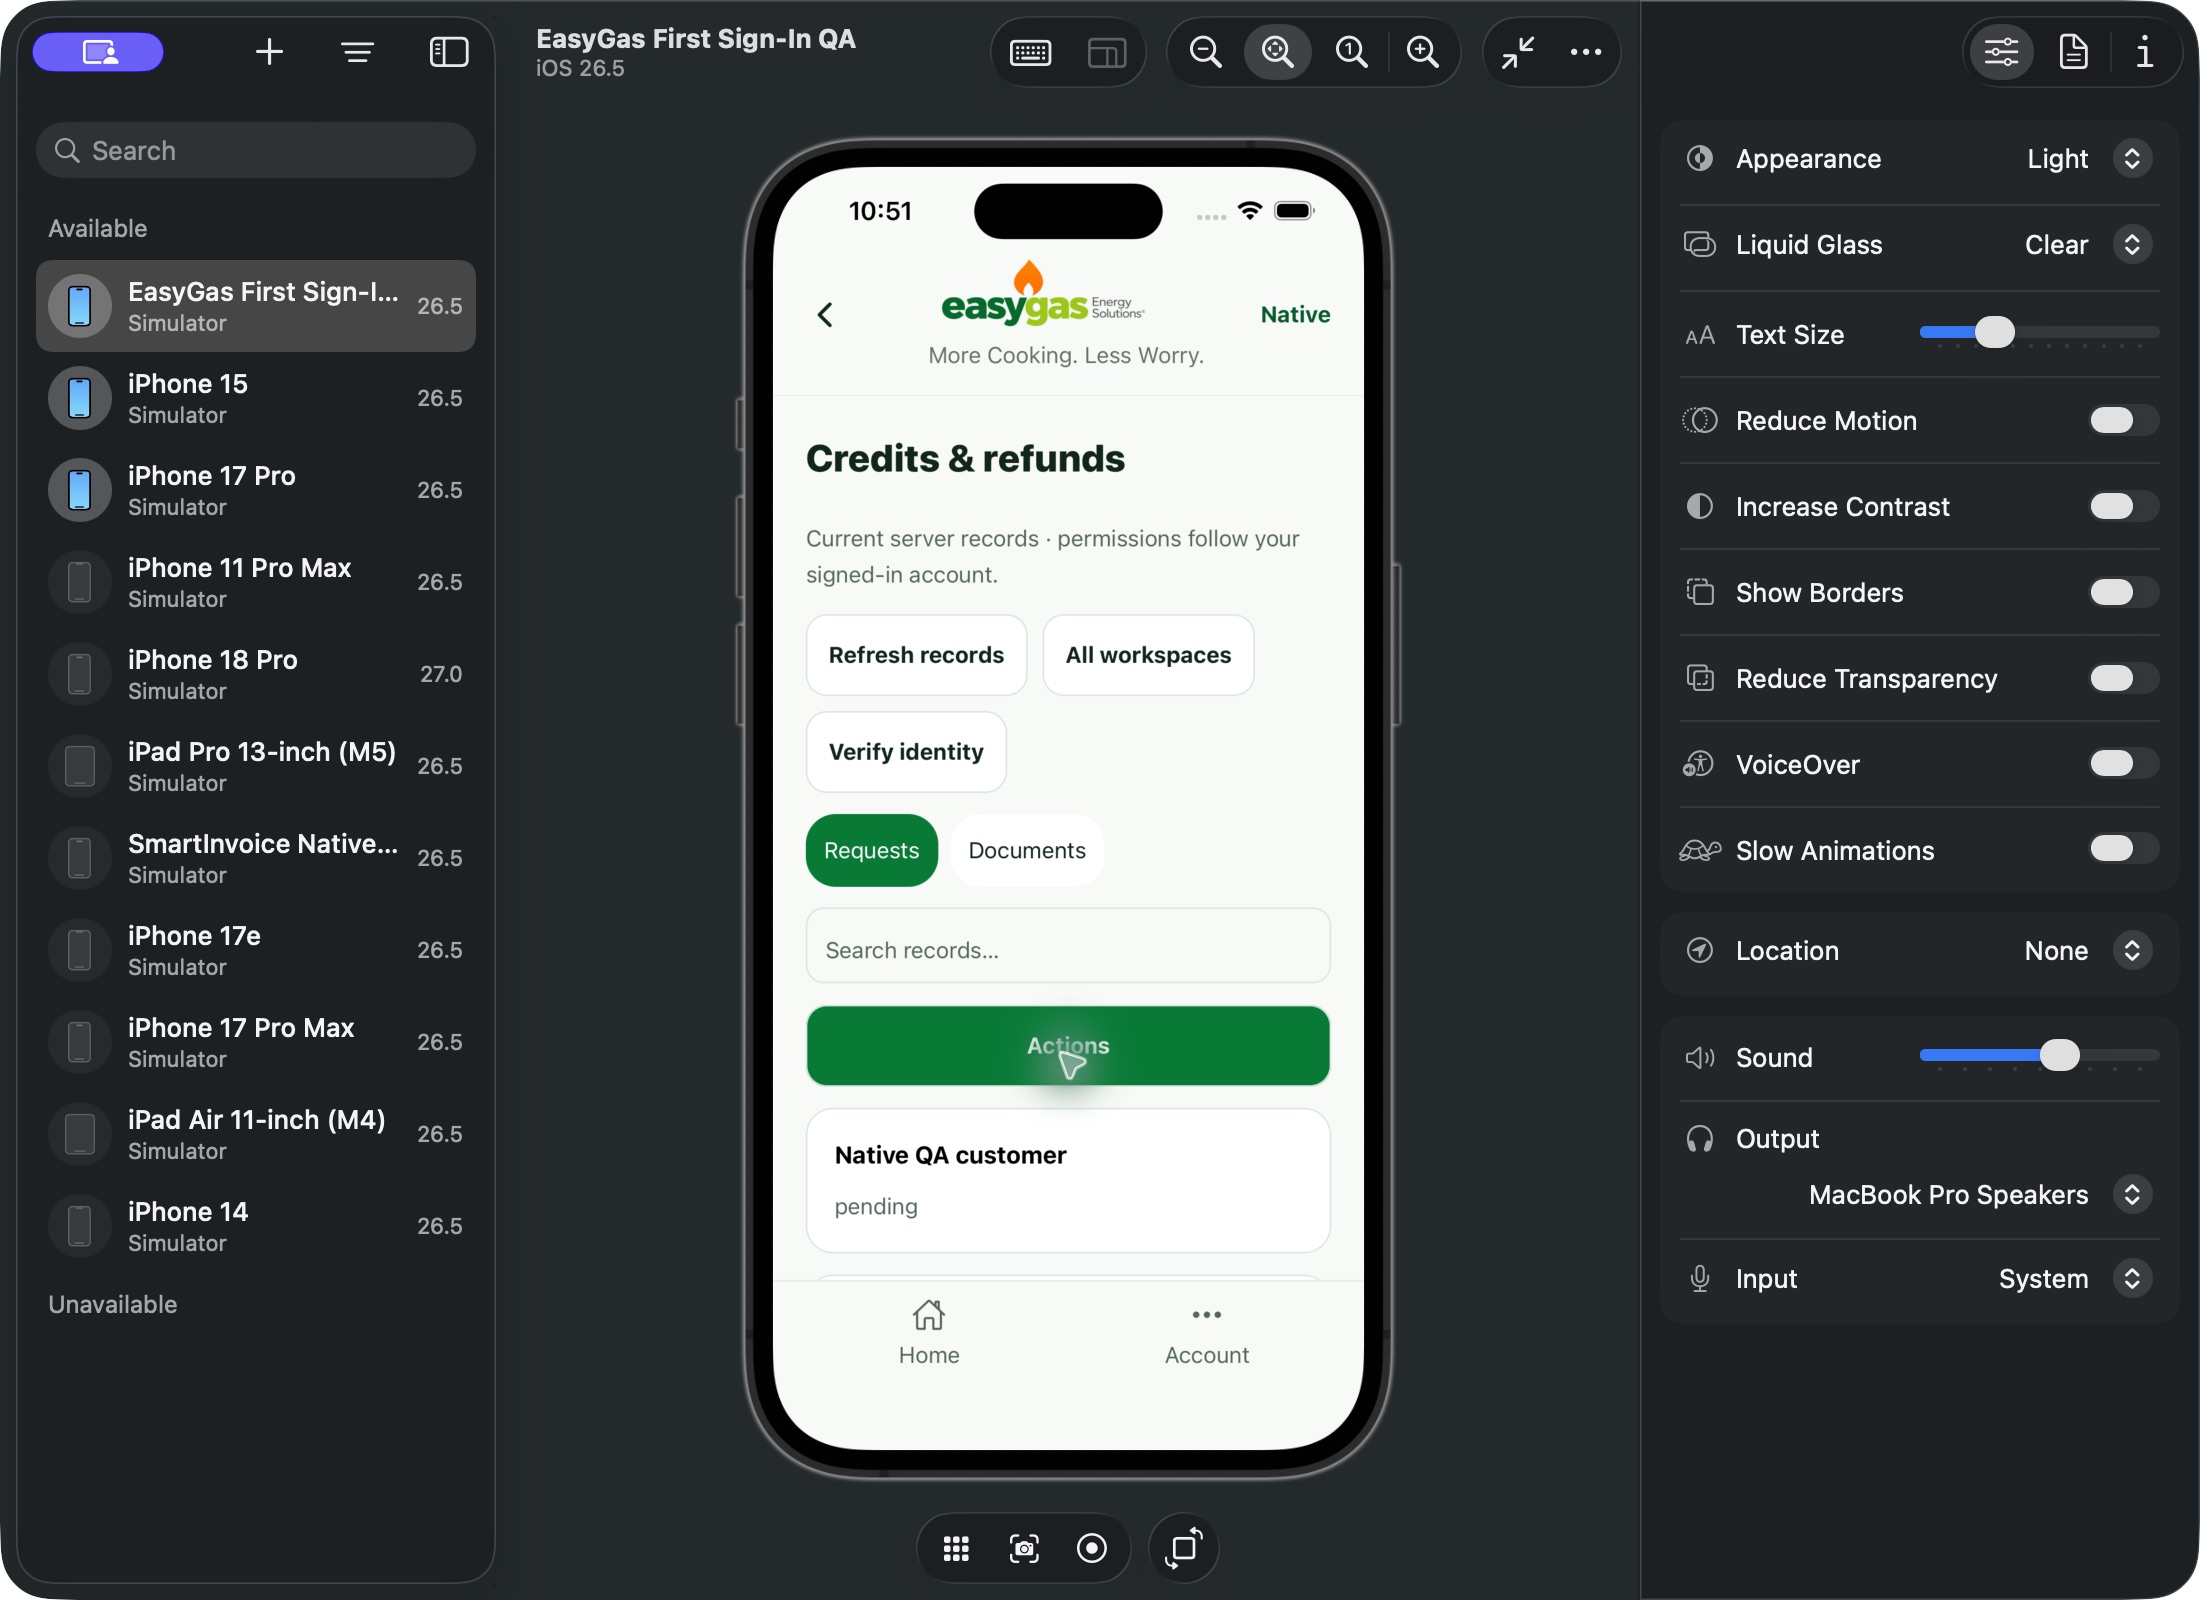 EasyGas First Sign-In QA
iOS 26.5
Search
Available
EasyGas First Sign-I...
Simulator
26.5
iPhone 15
Simulator
26.5
iPhone 17 Pro
Simulator
26.5
iPhone 11 Pro Max
Simulator
26.5
iPhone 18 Pro
Simulator
27.0
iPad Pro 13-inch (M5)
Simulator
26.5
SmartInvoice Native...
Simulator
26.5
iPhone 17e
Simulator
26.5
iPhone 17 Pro Max
Simulator
26.5
iPad Air 11-inch (M4)
Simulator
26.5
iPhone 14
Simulator
26.5
Unavailable
10:51
easygas Energy Solutions
Native
More Cooking. Less Worry.
Credits & refunds
Current server records · permissions follow your
signed-in account.
Refresh records
All workspaces
Verify identity
Requests
Documents
Search records...
Actions
Native QA customer
pending
Home
Account
Appearance
Light
Liquid Glass
Clear
Text Size
Reduce Motion
Increase Contrast
Show Borders
Reduce Transparency
VoiceOver
Slow Animations
Location
None
Sound
Output
MacBook Pro Speakers
Input
System